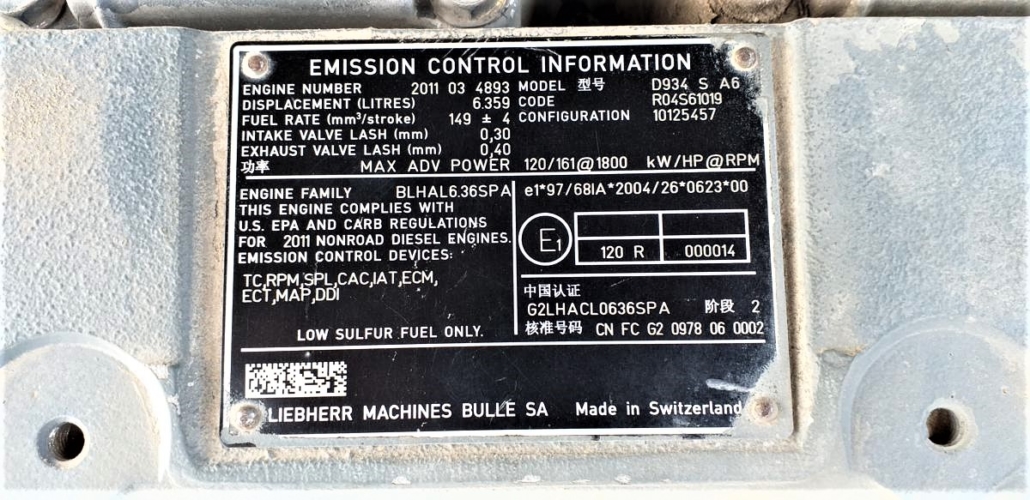 EMISSION CONTROL INFORMATION
ENGINE NUMBER 2011 03 4893 MODEL 型号 D934 S A6
DISPLACEMENT (LITRES) 6.359 CODE R04S61019
FUEL RATE (mm³/stroke) 149 ± 4 CONFIGURATION 10125457
INTAKE VALVE LASH (mm) 0,30
EXHAUST VALVE LASH (mm) 0,40
功率 MAX ADV POWER 120/161@1800 kW/HP@RPM
ENGINE FAMILY BLHAL6.36SPA
THIS ENGINE COMPLIES WITH
U.S. EPA AND CARB REGULATIONS
FOR 2011 NONROAD DIESEL ENGINES.
EMISSION CONTROL DEVICES:
TC,RPM,SPL,CAC,IAT,ECM,
ECT,MAP,DDI
LOW SULFUR FUEL ONLY.
e1*97/68IA*2004/26*0623*00
E1
120 R 000014
中国认证
G2LHACL0636SPA 阶段 2
核准号码 CN FC G2 0978 06 0002
LIEBHERR MACHINES BULLE SA Made in Switzerland